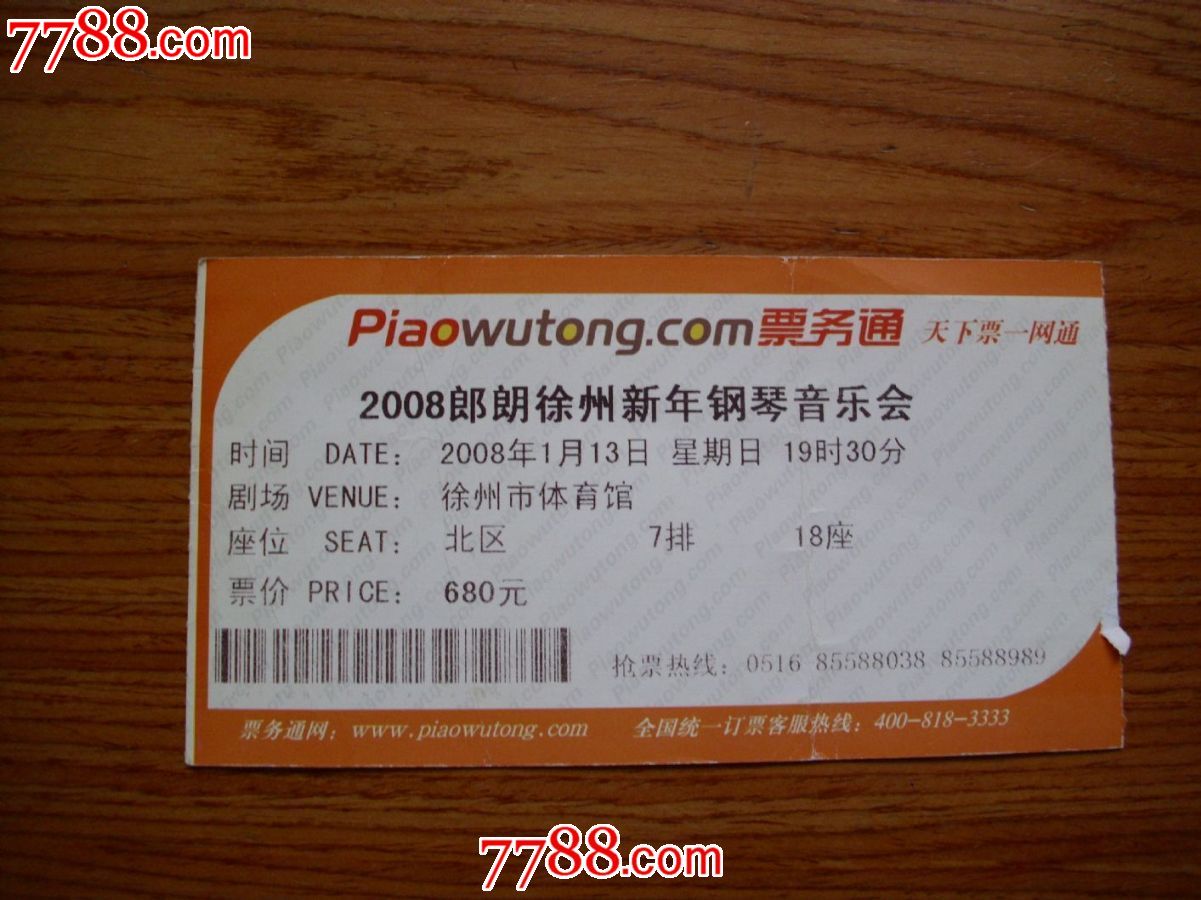 7788.com
Piaowutong.com票务通 天下票一网通
2008郎朗徐州新年钢琴音乐会
时间 DATE: 2008年1月13日 星期日 19时30分
剧场 VENUE: 徐州市体育馆
座位 SEAT: 北区 7排 18座
票价 PRICE: 680元
抢票热线: 0516 85588038 85588989
票务通网: www.piaowutong.com 全国统一订票客服热线: 400-818-3333
7788.com